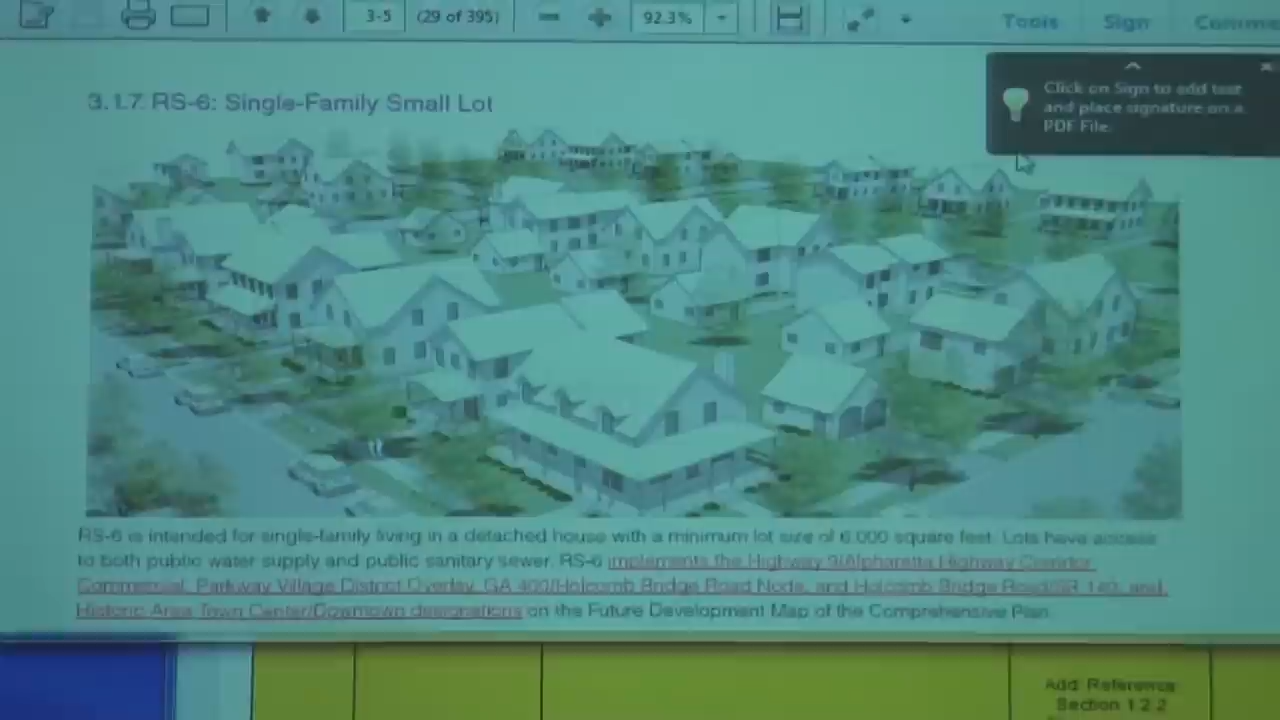 3-5 (29 of 395) 92.3% Tools Sign Comme
Click on Sign to add text
and place signature on a
PDF File.
3.1.7 RS-6: Single-Family Small Lot
RS-6 is intended for single-family living in a detached house with a minimum lot size of 6,000 square feet. Lots have access
to both public water supply and public sanitary sewer. RS-6 implements the Highway 9/Alpharetta Highway Corridor
Commercial, Parkway Village District Overlay, GA 400/Holcomb Bridge Road Node, and Holcomb Bridge Road/SR 140, and
Historic Area Town Center/Downtown designations on the Future Development Map of the Comprehensive Plan.
Add: Reference
Section 1.2.2